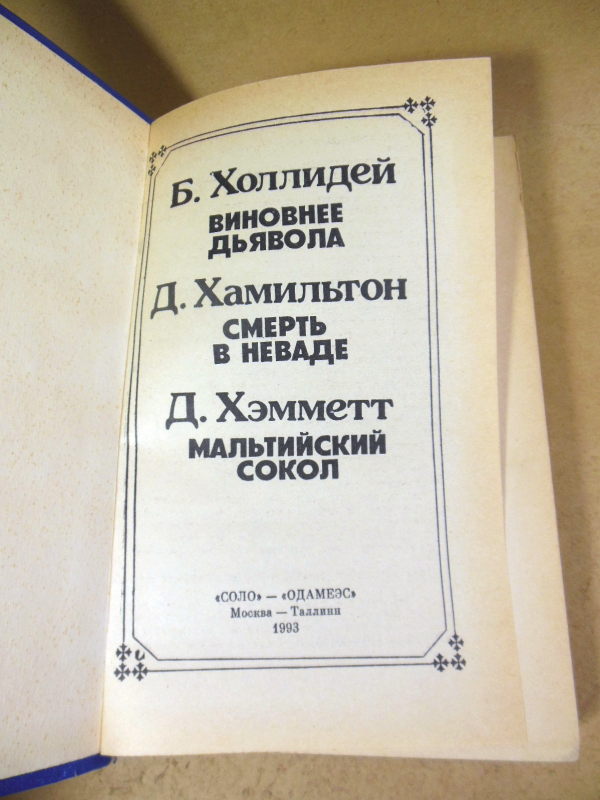 Б. Холлидей
ВИНОВНЕЕ
ДЬЯВОЛА
Д. Хамильтон
СМЕРТЬ
В НЕВАДЕ
Д. Хэмметт
МАЛЬТИЙСКИЙ
СОКОЛ
«СОЛО» — «ОДАМЕЭС»
Москва — Таллинн
1993